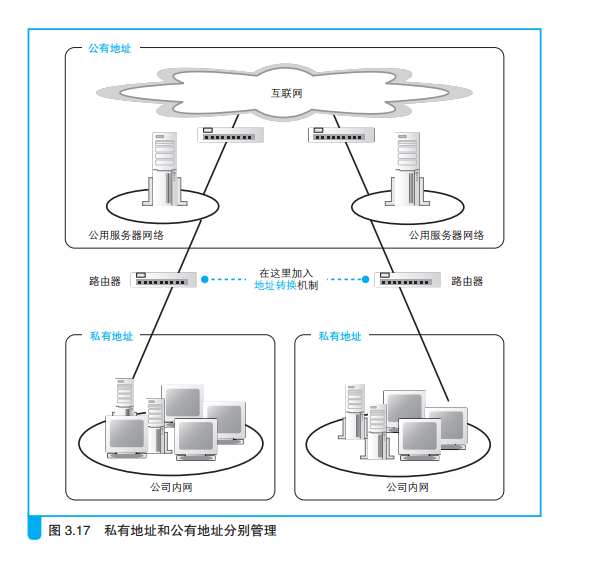 公有地址
互联网
公用服务器网络
公用服务器网络
路由器
在这里加入
地址转换机制
路由器
私有地址
私有地址
公司内网
公司内网
图 3.17 私有地址和公有地址分别管理